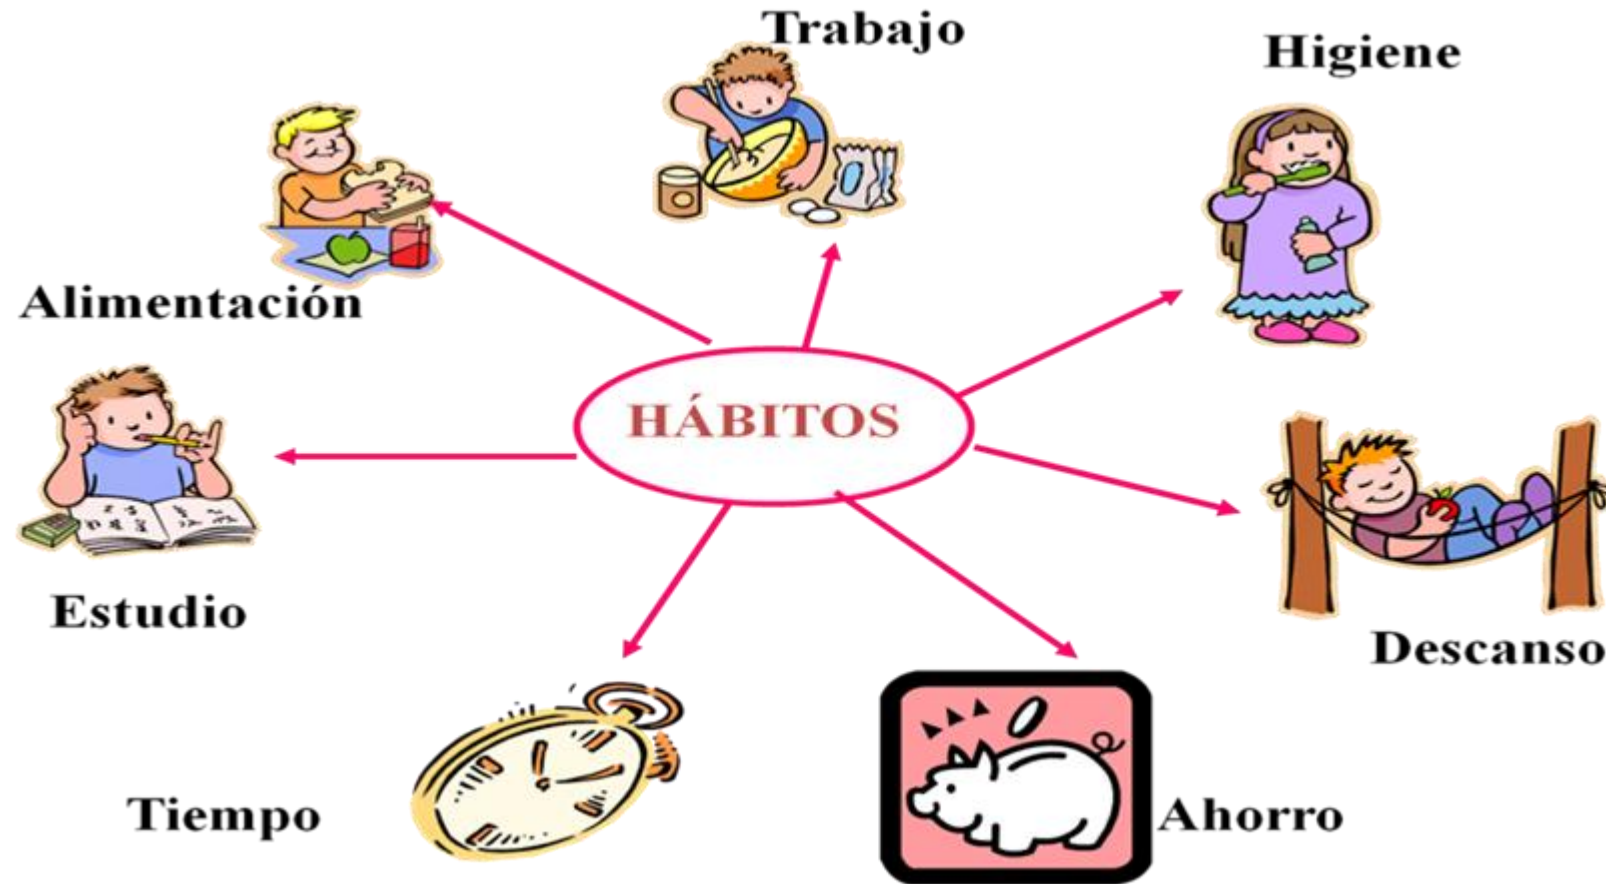 Trabajo
Higiene
Alimentación
HÁBITOS
Estudio
Descanso
Tiempo
Ahorro